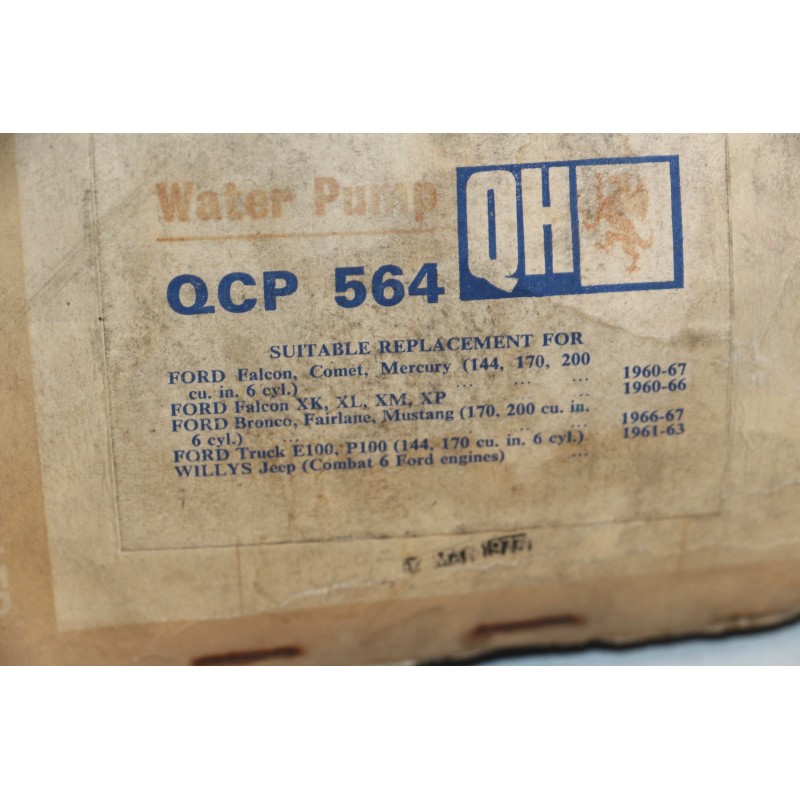 Water Pump
QH
QCP 564
SUITABLE REPLACEMENT FOR
FORD Falcon, Comet, Mercury (144, 170, 200
cu. in. 6 cyl.) ... ... ... 1960-67
FORD Falcon XK, XL, XM, XP ... 1960-66
FORD Bronco, Fairlane, Mustang (170, 200 cu. in.
6 cyl.) ... ... ... ... 1966-67
FORD Truck E100, P100 (144, 170 cu. in. 6 cyl.) 1961-63
WILLYS Jeep (Combat 6 Ford engines) ...